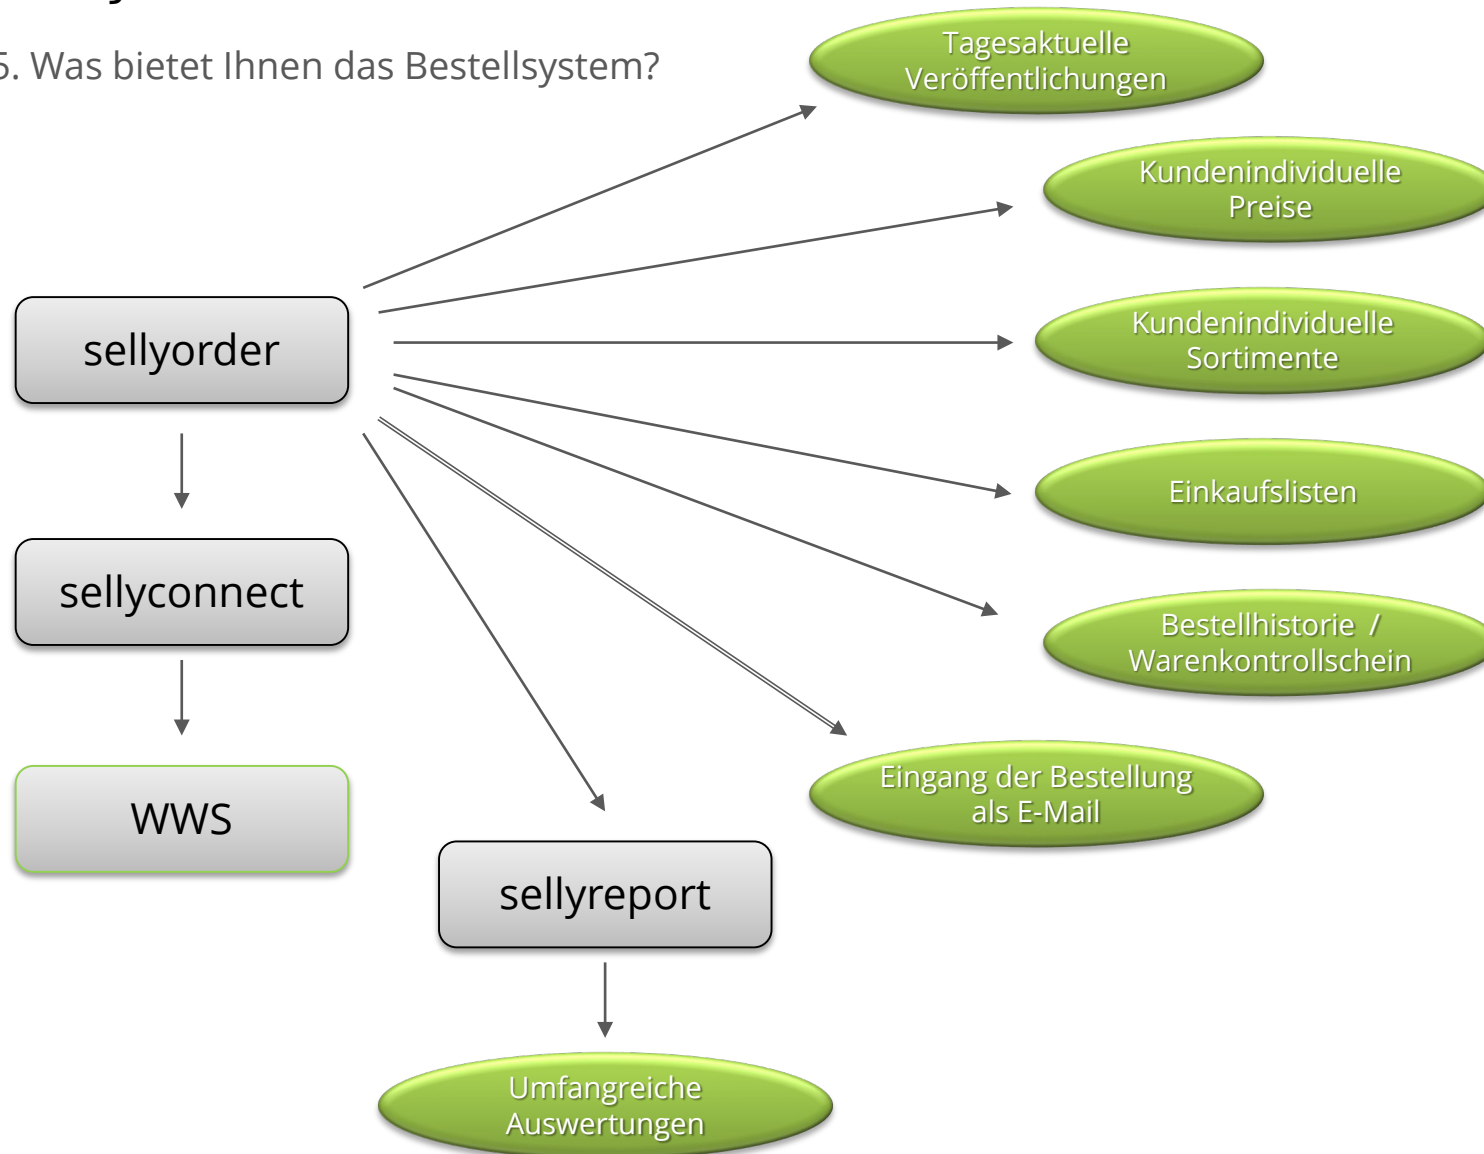 5. Was bietet Ihnen das Bestellsystem?
Tagesaktuelle
Veröffentlichungen
Kundenindividuelle
Preise
sellyorder
Kundenindividuelle
Sortimente
Einkaufslisten
sellyconnect
Bestellhistorie /
Warenkontrollschein
WWS
Eingang der Bestellung
als E-Mail
sellyreport
Umfangreiche
Auswertungen